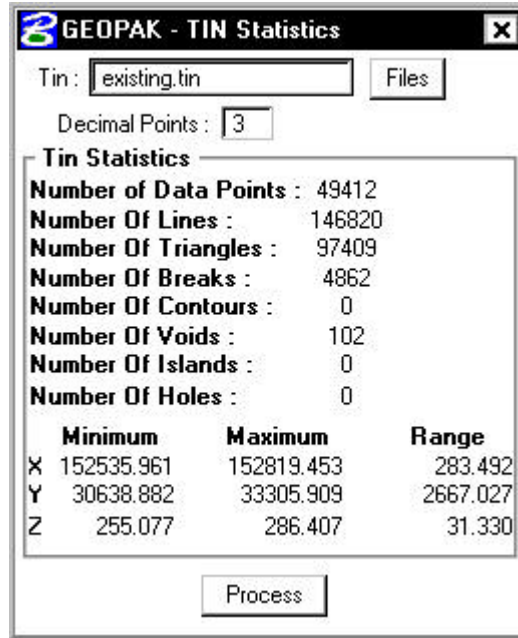 GEOPAK - TIN Statistics
Tin : existing.tin Files
Decimal Points : 3
Tin Statistics
Number of Data Points : 49412
Number Of Lines : 146820
Number Of Triangles : 97409
Number Of Breaks : 4862
Number Of Contours : 0
Number Of Voids : 102
Number Of Islands : 0
Number Of Holes : 0
Minimum Maximum Range
X 152535.961 152819.453 283.492
Y 30638.882 33305.909 2667.027
Z 255.077 286.407 31.330
Process